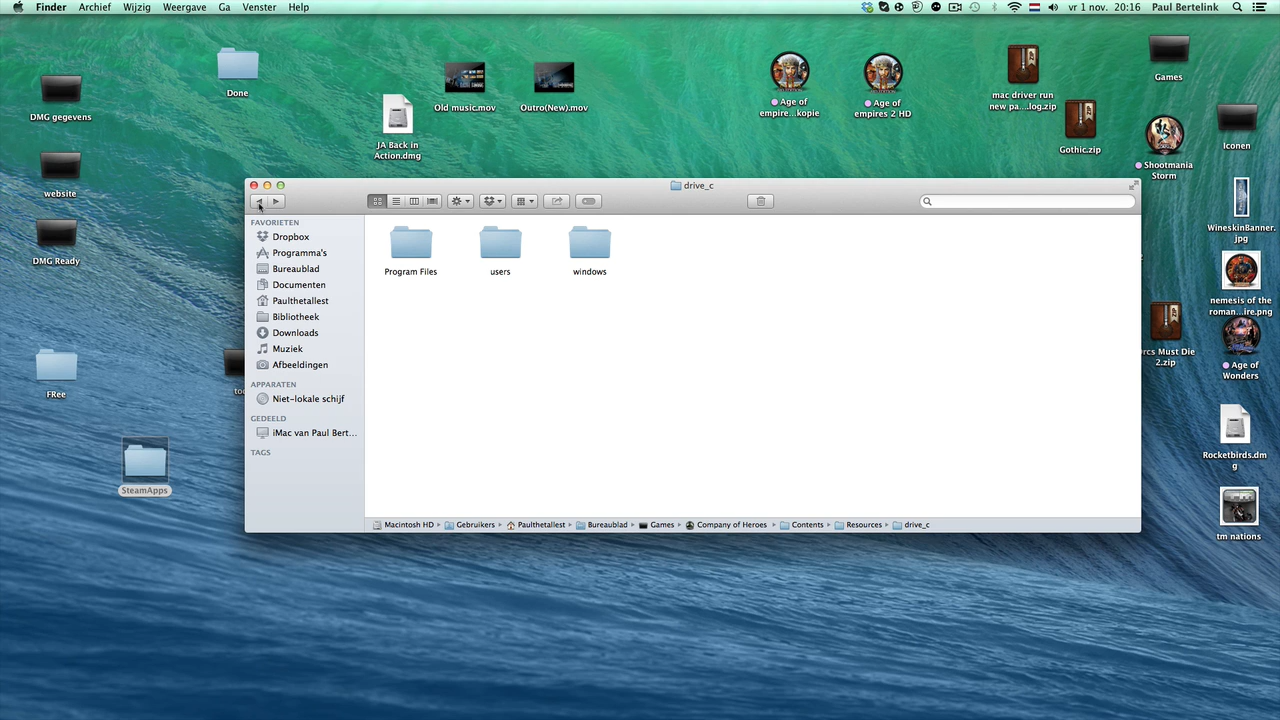 Finder Archief Wijzig Weergave Ga Venster Help vr 1 nov. 20:16 Paul Bertelink
DMG gegevens
website
DMG Ready
FRee
SteamApps
Done
JA Back in
Action.dmg
Old music.mov
Outro(New).mov
Age of
empire...kopie
Age of
empires 2 HD
mac driver run
new pa....log.zip
Gothic.zip
Games
Shootmania
Storm
Iconen
WineskinBanner.
jpg
nemesis of the
roman...ire.png
Age of
Wonders
rcs Must Die
2.zip
Rocketbirds.dm
g
tm nations
too
drive_c
FAVORIETEN
Dropbox
Programma's
Bureaublad
Documenten
Paulthetallest
Bibliotheek
Downloads
Muziek
Afbeeldingen
APPARATEN
Niet-lokale schijf
GEDEELD
iMac van Paul Bert...
TAGS
Program Files
users
windows
Macintosh HD Gebruikers Paulthetallest Bureaublad Games Company of Heroes Contents Resources drive_c